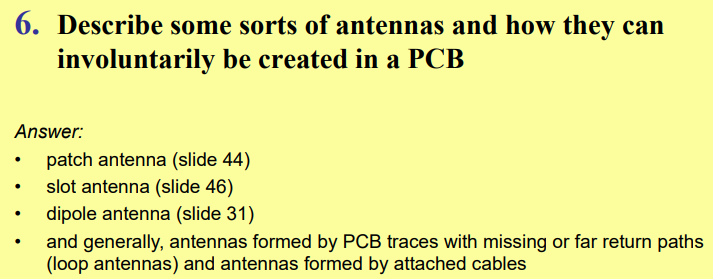 6. Describe some sorts of antennas and how they can
involuntarily be created in a PCB
Answer:
• patch antenna (slide 44)
• slot antenna (slide 46)
• dipole antenna (slide 31)
• and generally, antennas formed by PCB traces with missing or far return paths
(loop antennas) and antennas formed by attached cables